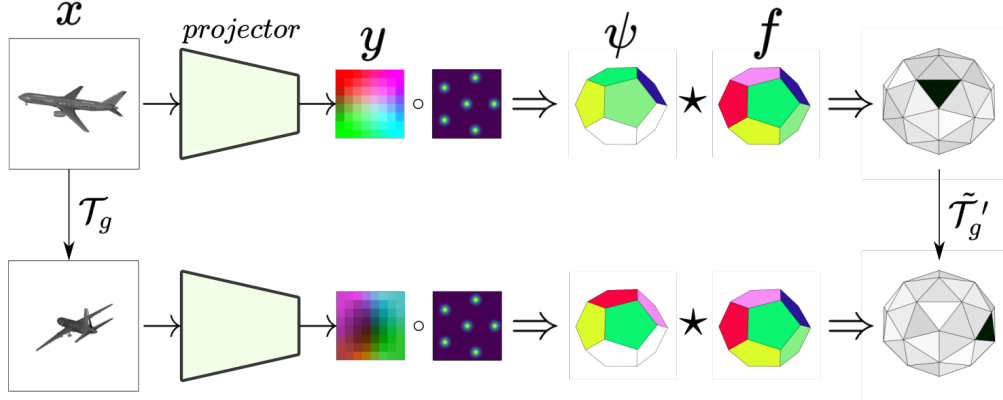 x projector y ψ f
∘ ⇒ ★ ⇒
𝒯_g 𝒯̃_g′
∘ ⇒ ★ ⇒